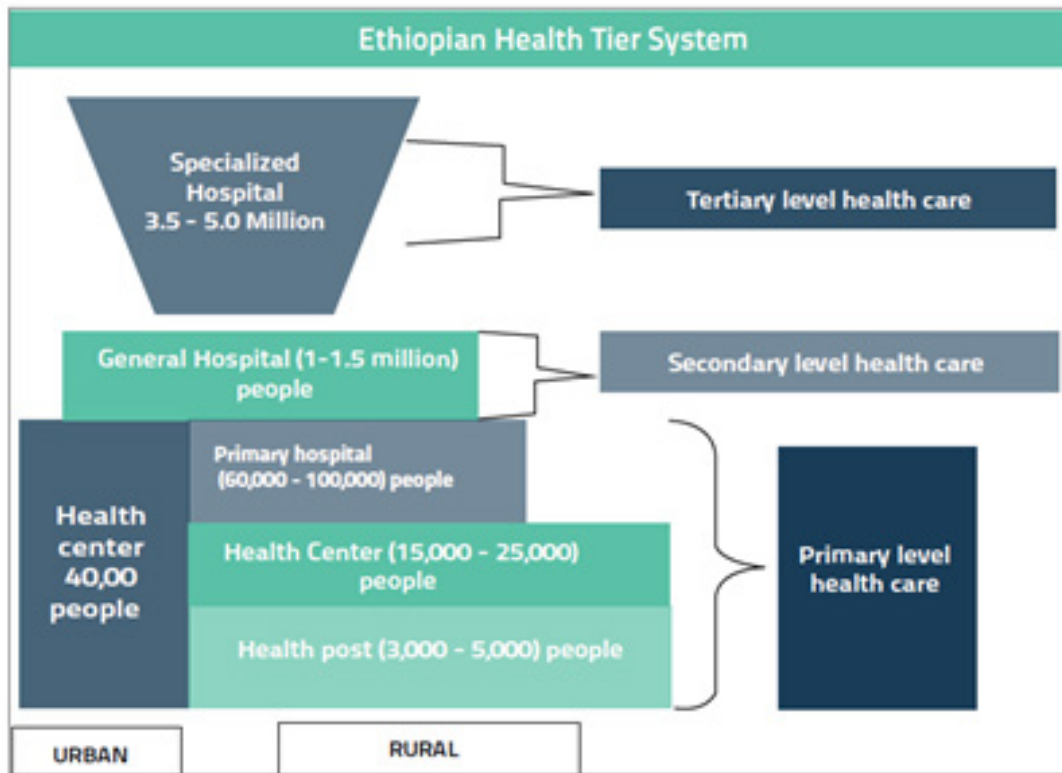 Ethiopian Health Tier System
Specialized
Hospital
3.5 - 5.0 Million
Tertiary level health care
General Hospital (1-1.5 million)
people
Secondary level health care
Primary hospital
(60,000 - 100,000) people
Health
center
40,00
people
Health Center (15,000 - 25,000)
people
Primary level
health care
Health post (3,000 - 5,000) people
URBAN
RURAL